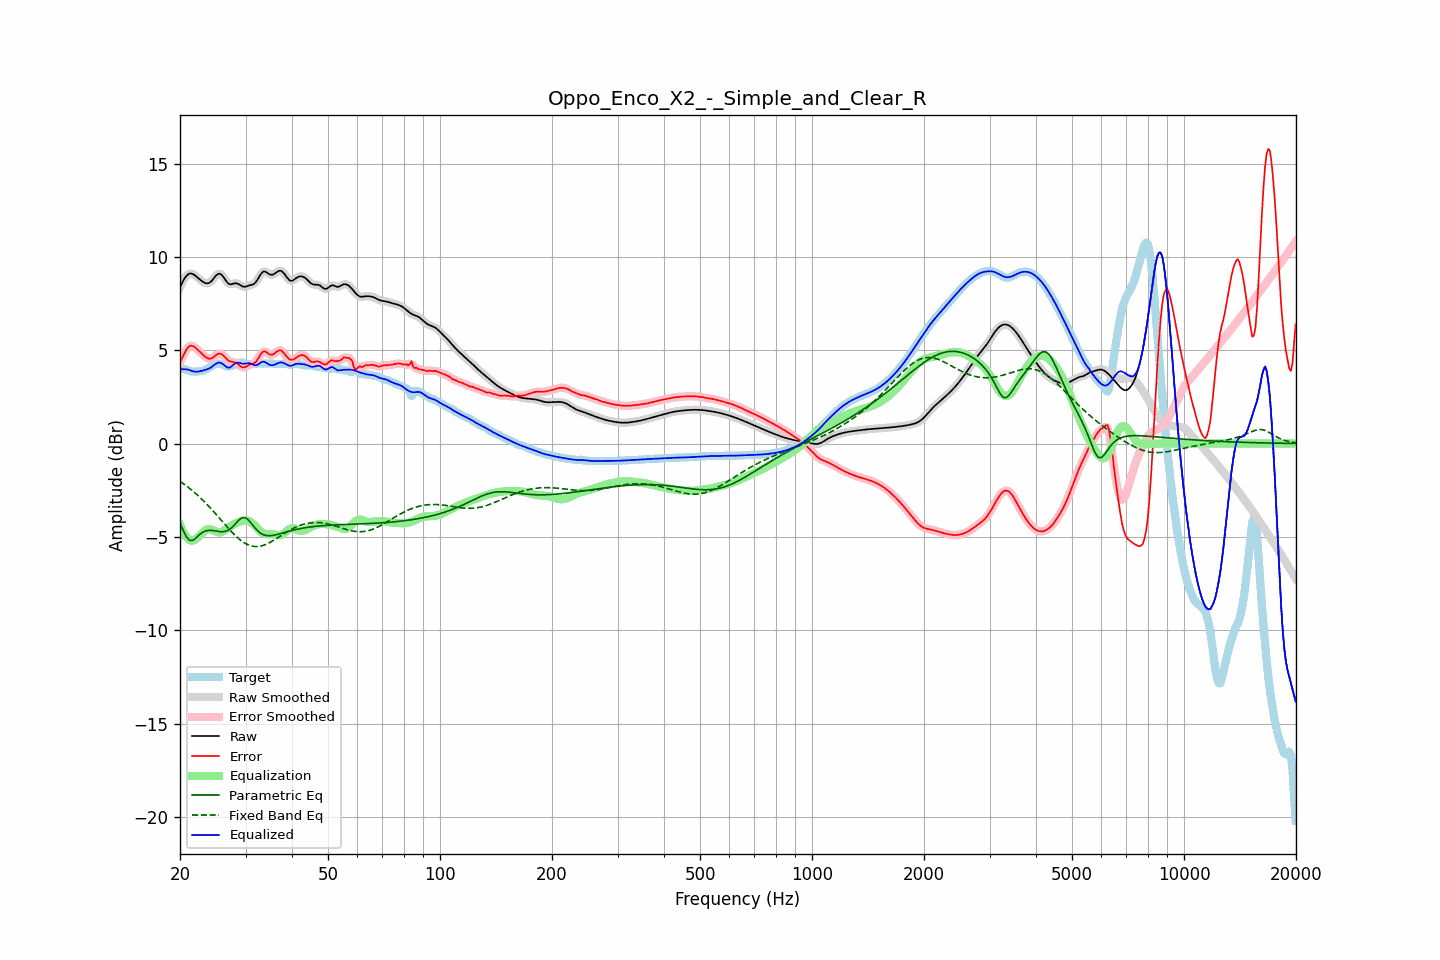 Oppo_Enco_X2_-_Simple_and_Clear_R
Amplitude (dBr)
15
10
5
0
−5
−10
−15
−20
Target
Raw Smoothed
Error Smoothed
Raw
Error
Equalization
Parametric Eq
Fixed Band Eq
Equalized
20
50
100
200
500
1000
2000
5000
10000
20000
Frequency (Hz)